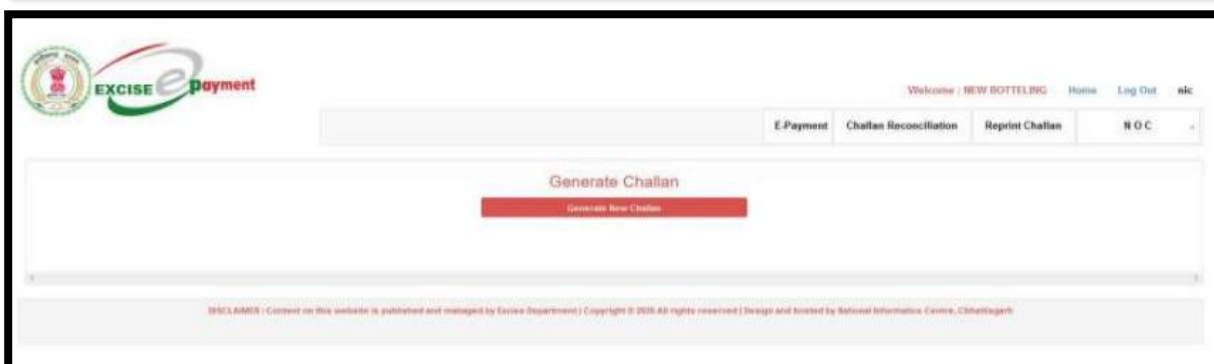 EXCISE e Payment
Welcome : NEW BOTTELING Home Log Out nic
E-Payment Challan Reconciliation Reprint Challan N O C
Generate Challan
Generate New Challan
DISCLAIMER : Content on this website is published and managed by Excise Department | Copyright © 2020 All rights reserved | Design and hosted by National Informatics Centre, Chhattisgarh